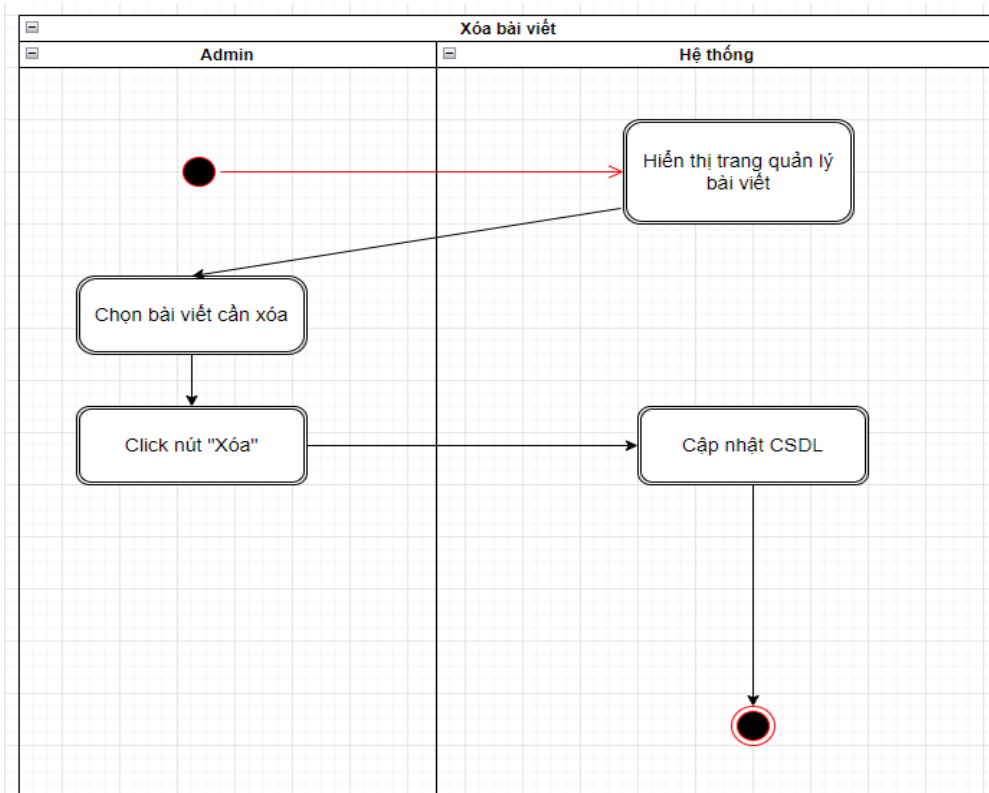 Xóa bài viết
Admin
Hệ thống
Hiển thị trang quản lý
bài viết
Chọn bài viết cần xóa
Click nút "Xóa"
Cập nhật CSDL